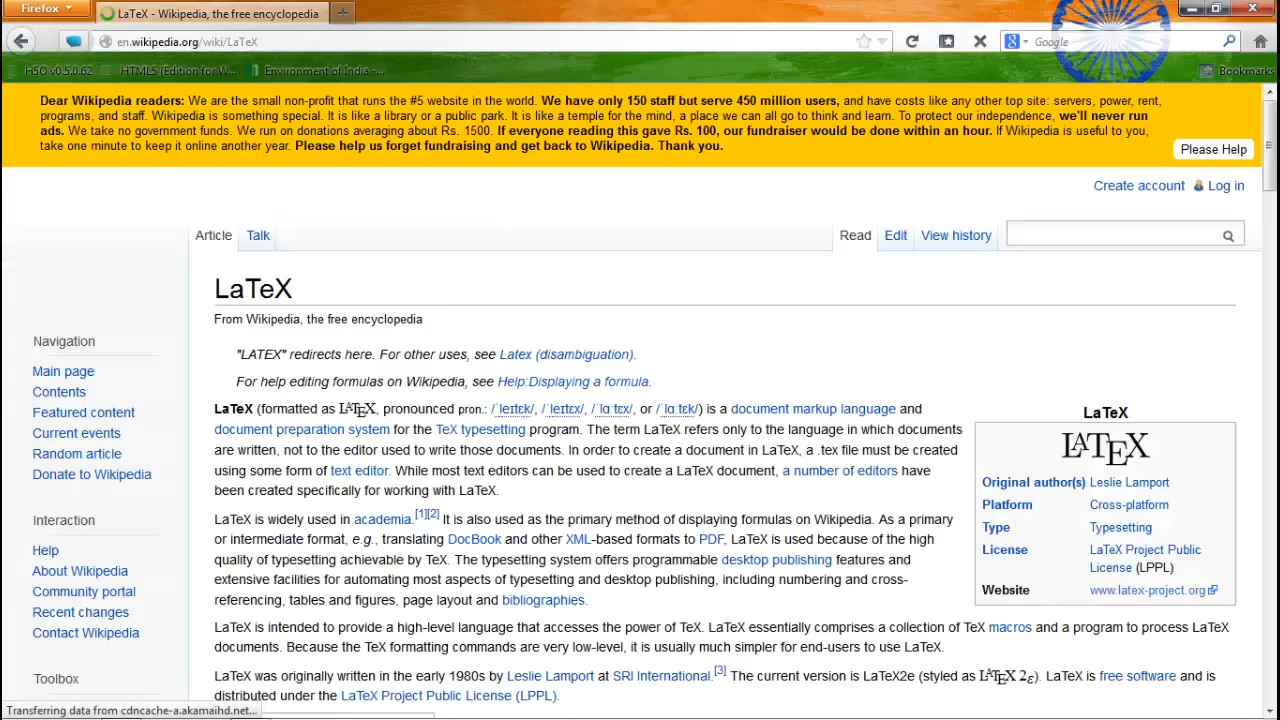 Firefox
LaTeX - Wikipedia, the free encyclopedia
en.wikipedia.org/wiki/LaTeX
Google
HSO v0.5.0.62 HTML5 (Edition for W... Environment of India -...
Bookmarks
Dear Wikipedia readers: We are the small non-profit that runs the #5 website in the world. We have only 150 staff but serve 450 million users, and have costs like any other top site: servers, power, rent,
programs, and staff. Wikipedia is something special. It is like a library or a public park. It is like a temple for the mind, a place we can all go to think and learn. To protect our independence, we'll never run
ads. We take no government funds. We run on donations averaging about Rs. 1500. If everyone reading this gave Rs. 100, our fundraiser would be done within an hour. If Wikipedia is useful to you,
take one minute to keep it online another year. Please help us forget fundraising and get back to Wikipedia. Thank you.
Please Help
Create account Log in
Article Talk Read Edit View history
LaTeX
From Wikipedia, the free encyclopedia
"LATEX" redirects here. For other uses, see Latex (disambiguation).
For help editing formulas on Wikipedia, see Help:Displaying a formula.
LaTeX (formatted as LATEX, pronounced pron.: /ˈleɪtɛk/, /ˈleɪtɛx/, /ˈlɑːtɛx/, or /ˈlɑːtɛk/) is a document markup language and
document preparation system for the TeX typesetting program. The term LaTeX refers only to the language in which documents
are written, not to the editor used to write those documents. In order to create a document in LaTeX, a .tex file must be created
using some form of text editor. While most text editors can be used to create a LaTeX document, a number of editors have
been created specifically for working with LaTeX.
LaTeX is widely used in academia.[1][2] It is also used as the primary method of displaying formulas on Wikipedia. As a primary
or intermediate format, e.g., translating DocBook and other XML-based formats to PDF, LaTeX is used because of the high
quality of typesetting achievable by TeX. The typesetting system offers programmable desktop publishing features and
extensive facilities for automating most aspects of typesetting and desktop publishing, including numbering and cross-
referencing, tables and figures, page layout and bibliographies.
LaTeX is intended to provide a high-level language that accesses the power of TeX. LaTeX essentially comprises a collection of TeX macros and a program to process LaTeX
documents. Because the TeX formatting commands are very low-level, it is usually much simpler for end-users to use LaTeX.
LaTeX was originally written in the early 1980s by Leslie Lamport at SRI International.[3] The current version is LaTeX2e (styled as LATEX 2ε). LaTeX is free software and is
distributed under the LaTeX Project Public License (LPPL).
LaTeX
LATEX
Original author(s) Leslie Lamport
Platform Cross-platform
Type Typesetting
License LaTeX Project Public
License (LPPL)
Website www.latex-project.org
Navigation
Main page
Contents
Featured content
Current events
Random article
Donate to Wikipedia
Interaction
Help
About Wikipedia
Community portal
Recent changes
Contact Wikipedia
Toolbox
Transferring data from cdncache-a.akamaihd.net...